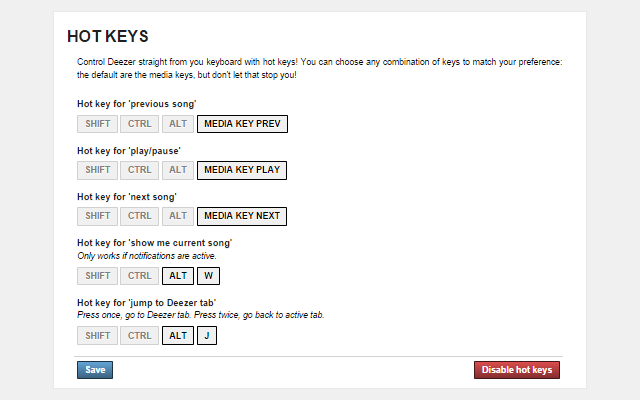 HOT KEYS
Control Deezer straight from you keyboard with hot keys! You can choose any combination of keys to match your preference:
the default are the media keys, but don't let that stop you!
Hot key for 'previous song'
SHIFT CTRL ALT MEDIA KEY PREV
Hot key for 'play/pause'
SHIFT CTRL ALT MEDIA KEY PLAY
Hot key for 'next song'
SHIFT CTRL ALT MEDIA KEY NEXT
Hot key for 'show me current song'
Only works if notifications are active.
SHIFT CTRL ALT W
Hot key for 'jump to Deezer tab'
Press once, go to Deezer tab. Press twice, go back to active tab.
SHIFT CTRL ALT J
Save Disable hot keys